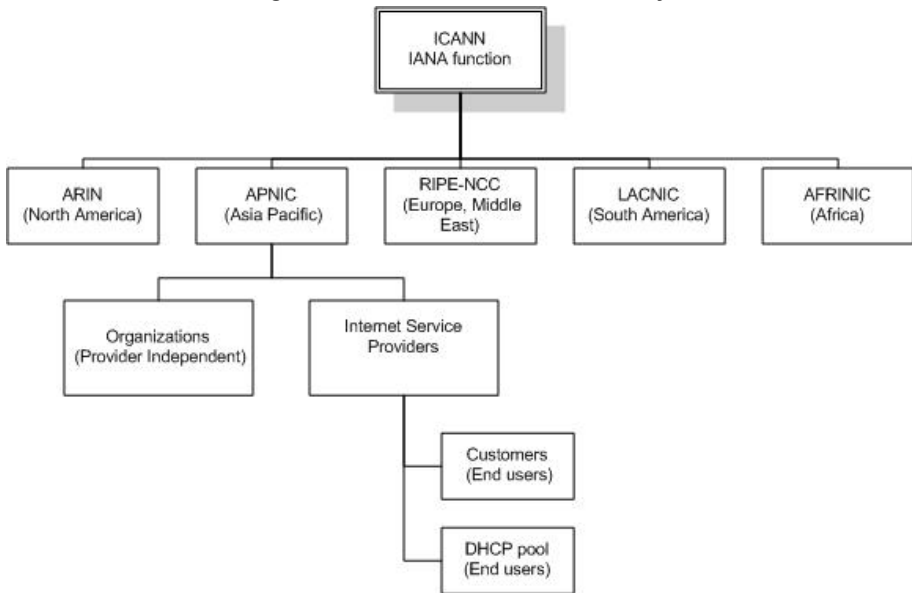 ICANN
IANA function
ARIN
(North America)
APNIC
(Asia Pacific)
RIPE-NCC
(Europe, Middle
East)
LACNIC
(South America)
AFRINIC
(Africa)
Organizations
(Provider Independent)
Internet Service
Providers
Customers
(End users)
DHCP pool
(End users)